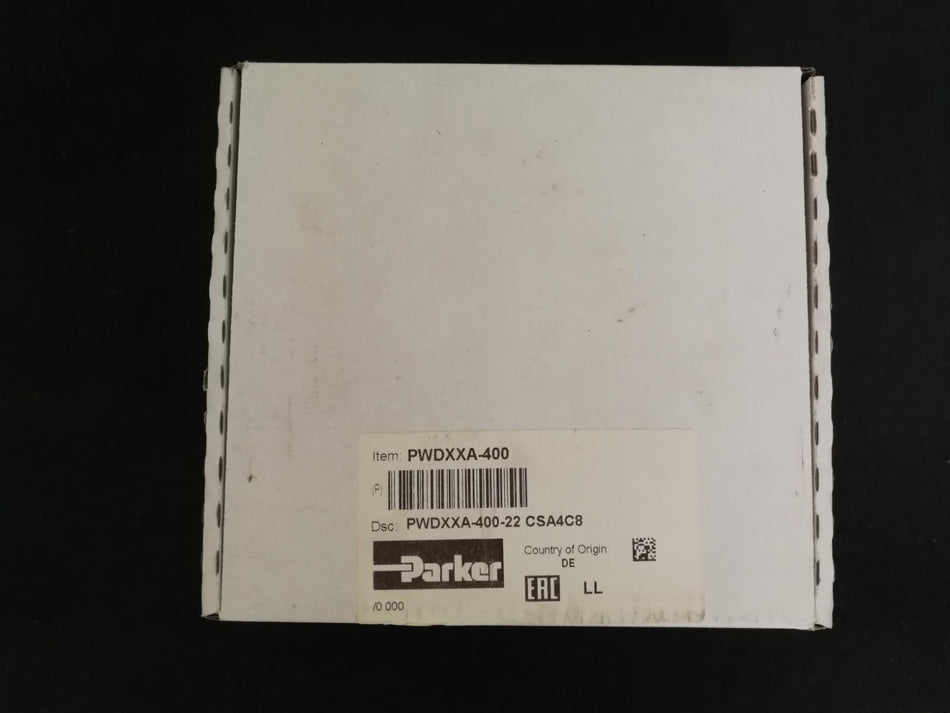 Item: PWDXXA-400
(P)
Dsc: PWDXXA-400-22 CSA4C8
Parker
Country of Origin:
DE
EAC LL
/0 000